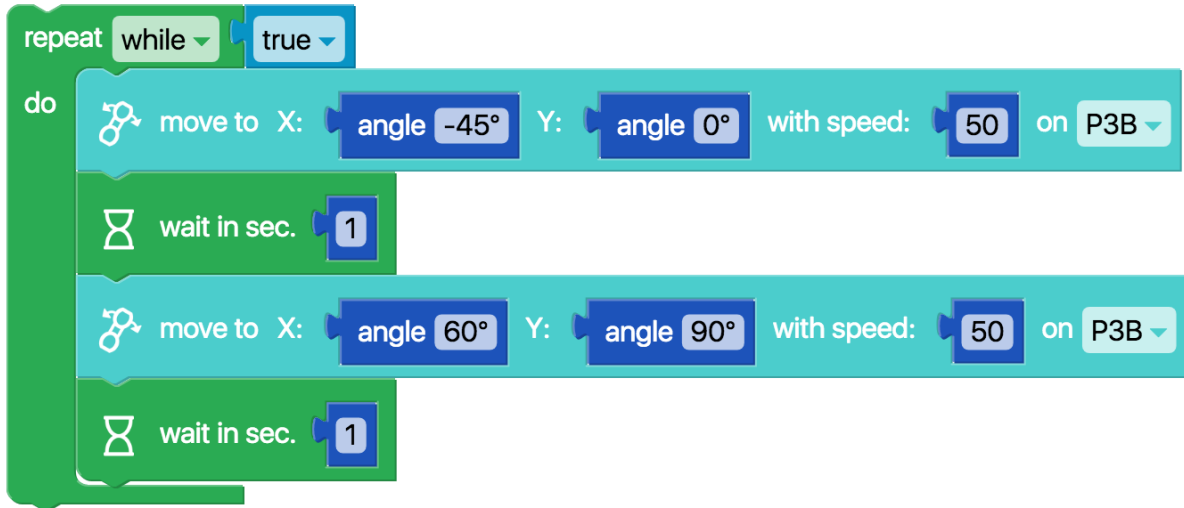 repeat while true
do move to X: angle -45° Y: angle 0° with speed: 50 on P3B
wait in sec. 1
move to X: angle 60° Y: angle 90° with speed: 50 on P3B
wait in sec. 1